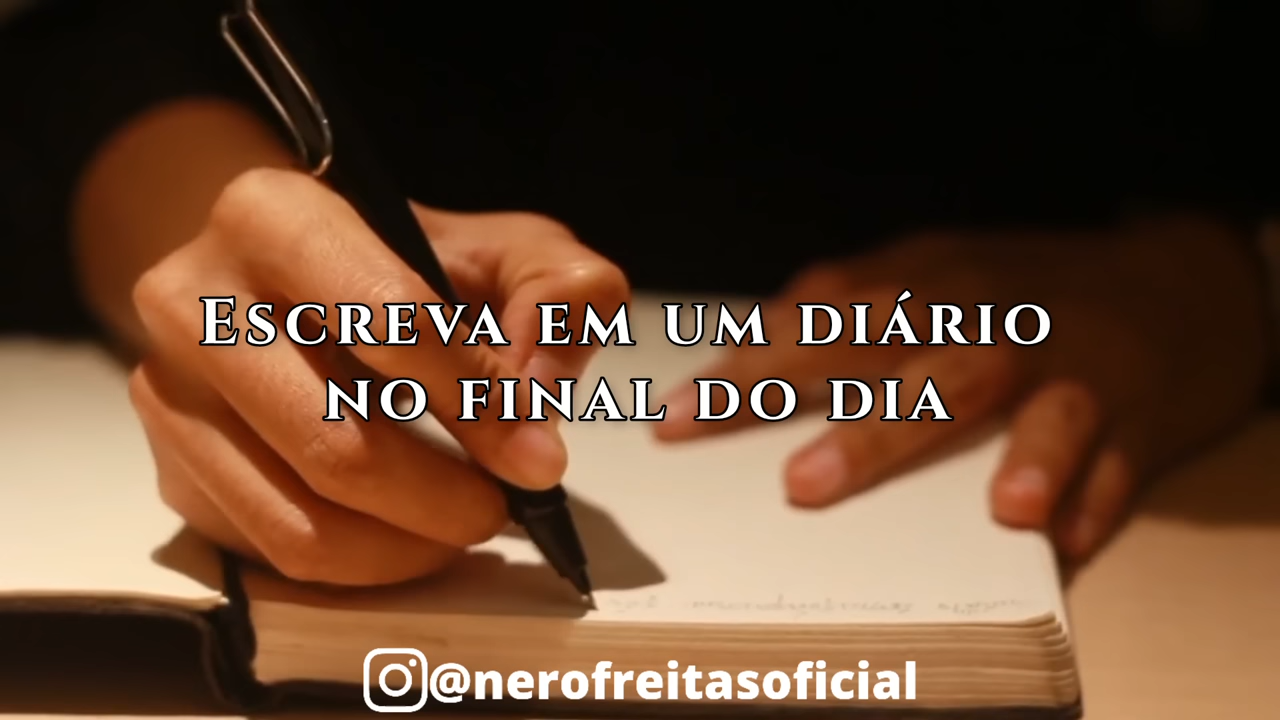 Escreva em um diário
no final do dia
@nerofreitasoficial